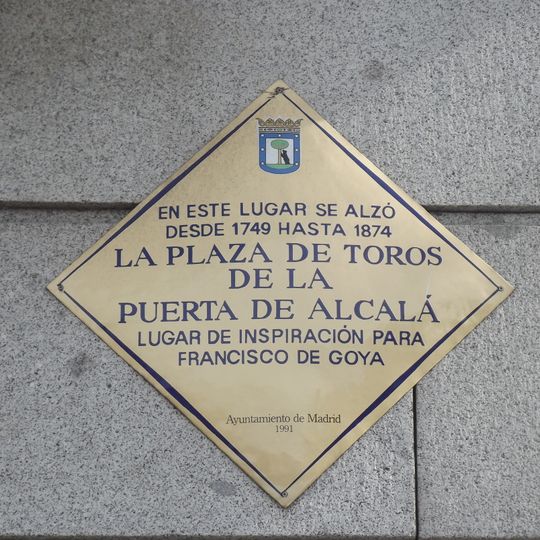 EN ESTE LUGAR SE ALZÓ
DESDE 1749 HASTA 1874
LA PLAZA DE TOROS
DE LA
PUERTA DE ALCALÁ
LUGAR DE INSPIRACIÓN PARA
FRANCISCO DE GOYA
Ayuntamiento de Madrid
1991